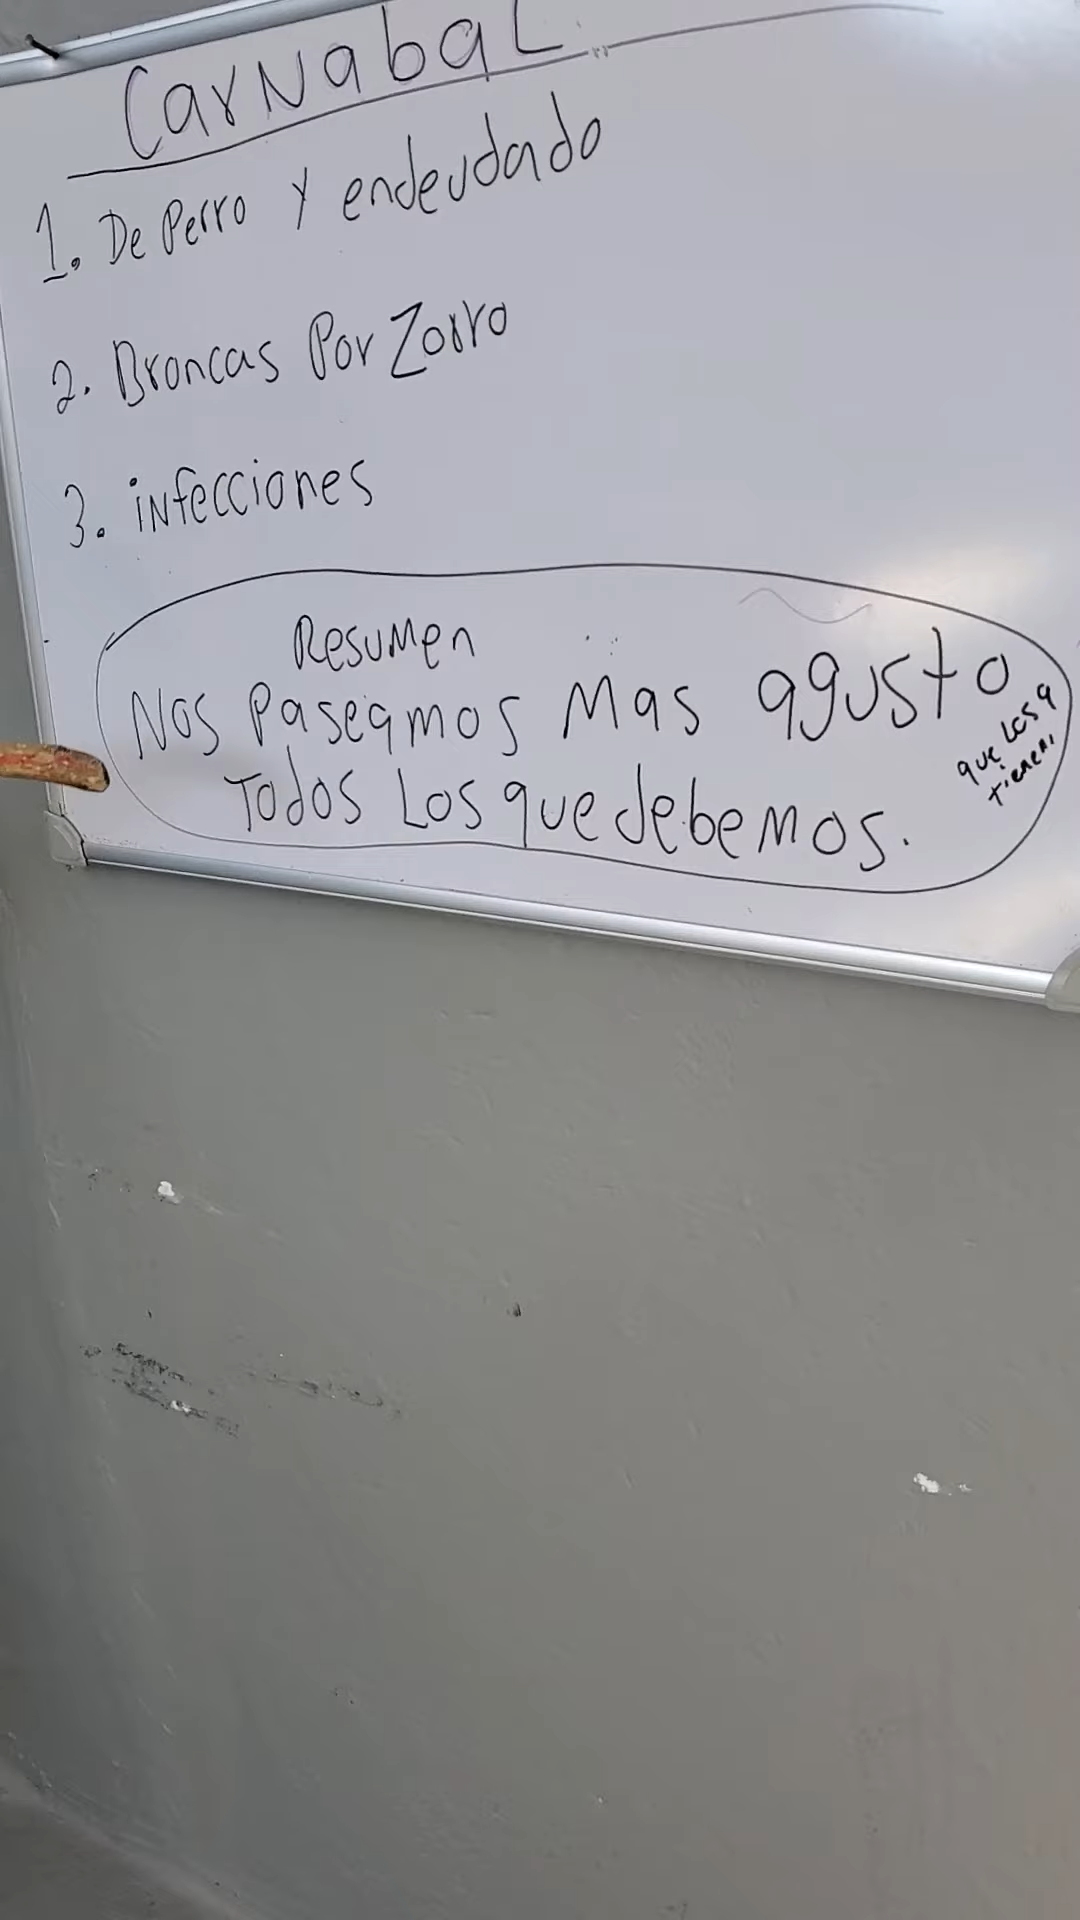 CarNabaL
1. De Perro Y endeudado
2. Broncas Por Zorro
3. iNfecciones
Resumen
Nos Paseamos Mas agusto
que Los q
tienen,
Todos Los que debemos.